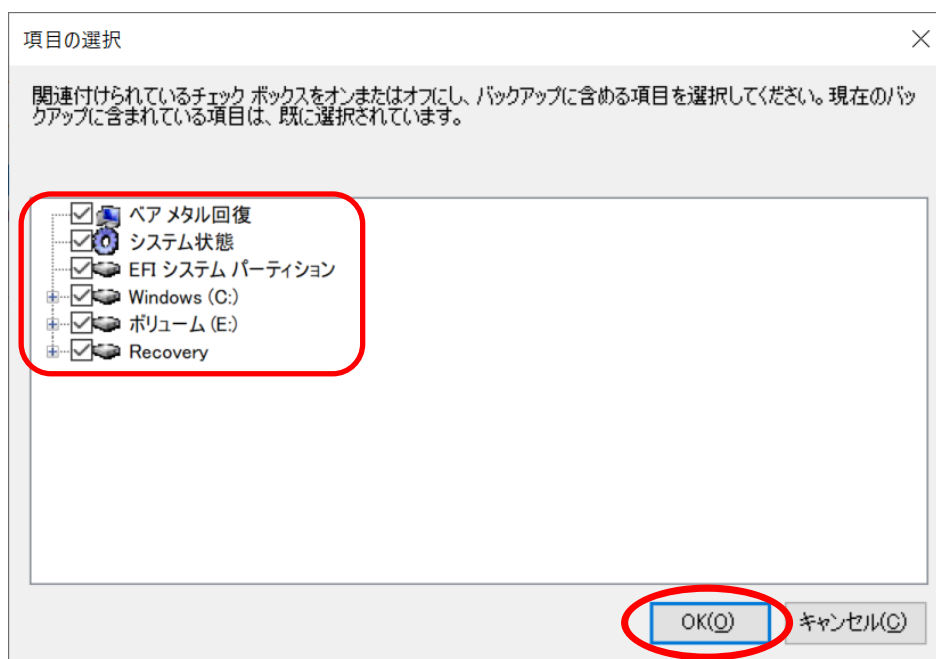 項目の選択
関連付けられているチェック ボックスをオンまたはオフにし、バックアップに含める項目を選択してください。現在のバッ
クアップに含まれている項目は、既に選択されています。
ベア メタル回復
システム状態
EFI システム パーティション
Windows (C:)
ボリューム (E:)
Recovery
OK(O) キャンセル(C)